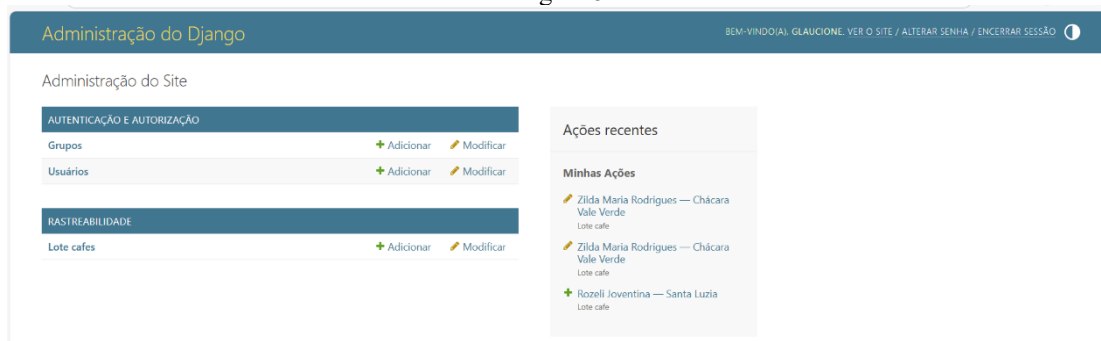 Administração do Django
BEM-VINDO(A), GLAUCIONE. VER O SITE / ALTERAR SENHA / ENCERRAR SESSÃO
Administração do Site
AUTENTICAÇÃO E AUTORIZAÇÃO
Grupos + Adicionar Modificar
Usuários + Adicionar Modificar
RASTREABILIDADE
Lote cafes + Adicionar Modificar
Ações recentes
Minhas Ações
Zilda Maria Rodrigues — Chácara
Vale Verde
Lote cafe
Zilda Maria Rodrigues — Chácara
Vale Verde
Lote cafe
+ Rozeli Joventina — Santa Luzia
Lote cafe